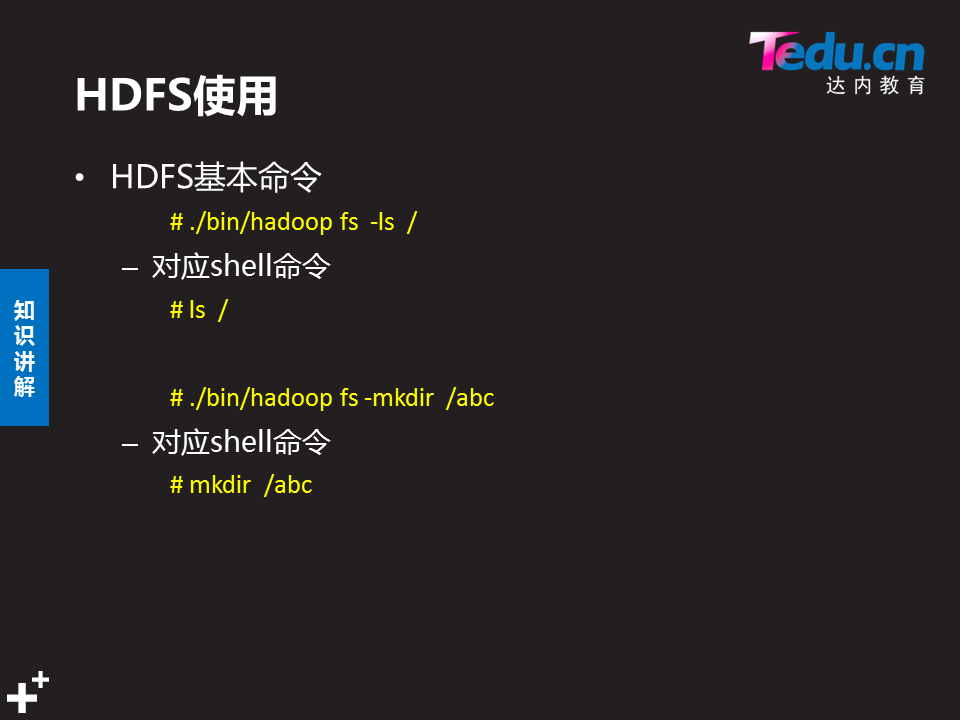 Tedu.cn
达内教育
HDFS使用
• HDFS基本命令
# ./bin/hadoop fs  -ls  /
– 对应shell命令
# ls  /
知识讲解
# ./bin/hadoop fs -mkdir  /abc
– 对应shell命令
# mkdir  /abc